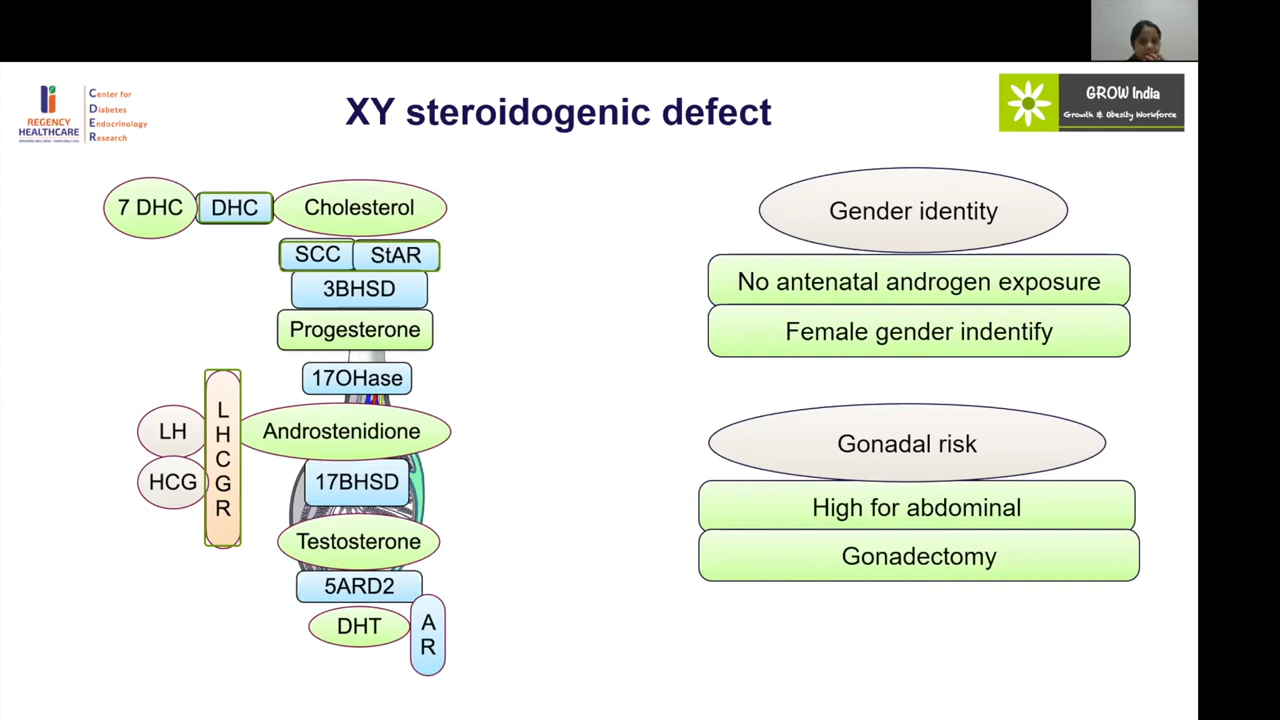 XY steroidogenic defect
REGENCY
HEALTHCARE
Center for
Diabetes
Endocrinology
Research
GROW India
Growth & Obesity Workforce
7 DHC
DHC
Cholesterol
SCC
StAR
3BHSD
Progesterone
17OHase
LH
HCG
L
H
C
G
R
Androstenidione
17BHSD
Testosterone
5ARD2
DHT
A
R
Gender identity
No antenatal androgen exposure
Female gender indentify
Gonadal risk
High for abdominal
Gonadectomy